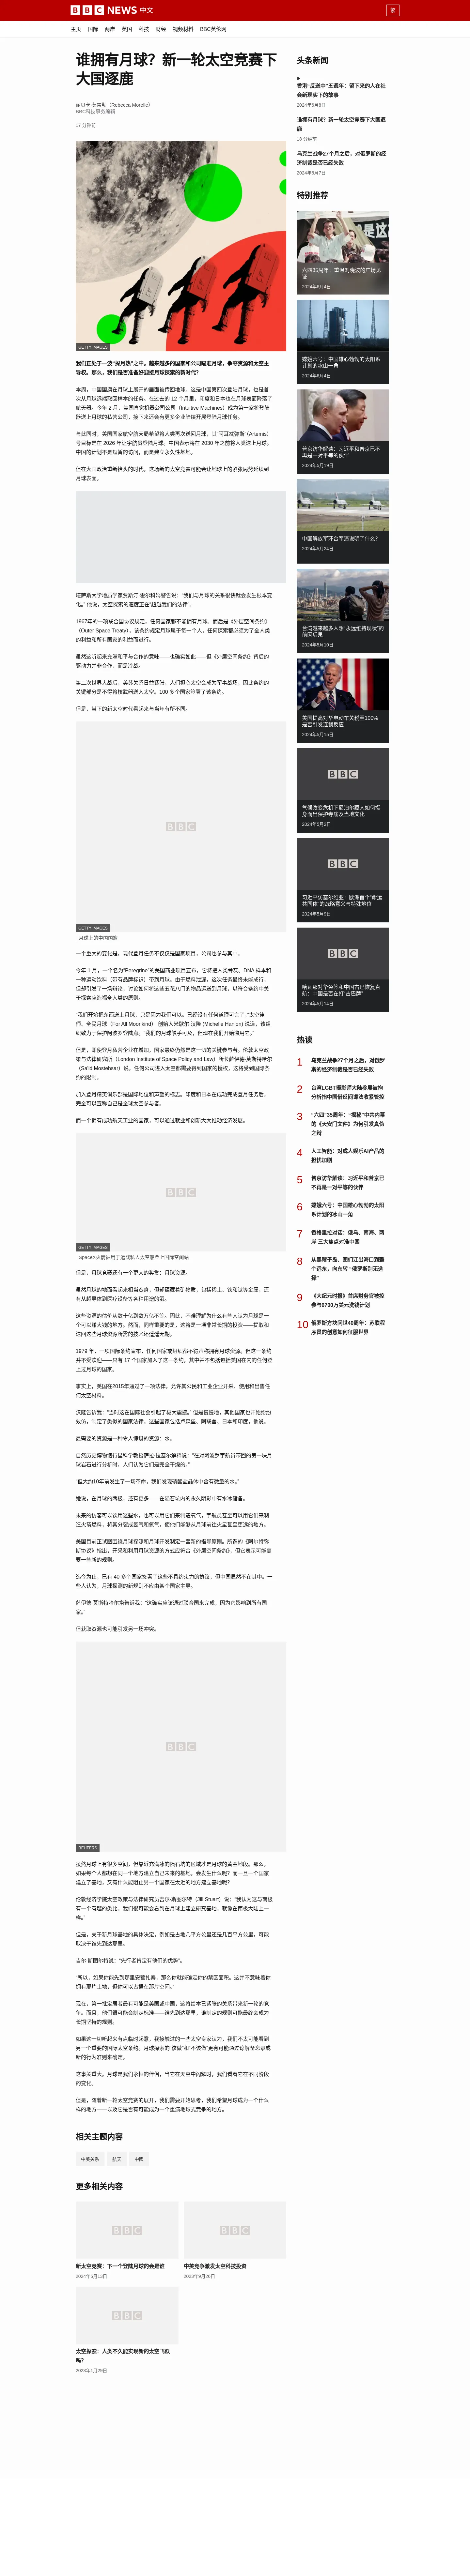 BBC NEWS 中文
繁
主页 国际 两岸 美国 科技 财经 视频材料 BBC英伦网
谁拥有月球？新一轮太空竞赛下
大国逐鹿
丽贝卡·莫雷勒（Rebecca Morelle）
BBC科技事务编辑
17 分钟前
GETTY IMAGES
我们正处于一波“探月热”之中。越来越多的国家和公司瞄准月球，争夺资源和太空主
导权。那么，我们是否准备好迎接月球探索的新时代？
本周，中国国旗在月球上展开的画面被传回地球。这是中国第四次登陆月球，也是首
次从月球远端取回样本的任务。在过去的 12 个月里，印度和日本也在月球表面降落了
航天器。今年 2 月，美国直觉机器公司公司（Intuitive Machines）成为第一家将登陆
器送上月球的私营公司，接下来还会有更多企业陆续开展登陆月球任务。
与此同时，美国国家航空航天局希望将人类再次送回月球，其“阿耳忒弥斯”（Artemis）
号目标是在 2026 年让宇航员登陆月球。中国表示将在 2030 年之前将人类送上月球。
中国的计划不是短暂的访问，而是建立永久性基地。
但在大国政治重新抬头的时代，这场新的太空竞赛可能会让地球上的紧张局势延续到
月球表面。
堪萨斯大学地质学家贾斯汀·霍尔科姆警告说：“我们与月球的关系很快就会发生根本变
化。” 他说，太空探索的速度正在“超越我们的法律”。
1967年的一项联合国协议规定，任何国家都不能拥有月球。而后是《外层空间条约》
（Outer Space Treaty），该条约规定月球属于每一个人，任何探索都必须为了全人类
的利益和所有国家的利益而进行。
虽然这听起来充满和平与合作的意味——也确实如此——但《外层空间条约》背后的
驱动力并非合作，而是冷战。
第二次世界大战后，美苏关系日益紧张，人们担心太空会成为军事战场，因此条约的
关键部分是不得将核武器送入太空。100 多个国家签署了该条约。
但是，当下的新太空时代看起来与当年有所不同。
BBC
GETTY IMAGES
月球上的中国国旗
一个重大的变化是，现代登月任务不仅仅是国家项目，公司也参与其中。
今年 1 月，一个名为“Peregrine”的美国商业项目宣布，它将把人类骨灰、DNA 样本和
一种运动饮料（带有品牌标识）带到月球。由于燃料泄漏，这次任务最终未能成行，
但却引发了一场辩论，讨论如何将这些五花八门的物品运送到月球，以符合条约中关
于探索应造福全人类的原则。
“我们开始把东西送上月球，只是因为我们可以。已经没有任何道理可言了。”太空律
师、全民月球（For All Moonkind） 创始人米歇尔·汉隆 (Michelle Hanlon) 说道，该组
织致力于保护阿波罗登陆点。“我们的月球触手可及，但现在我们开始滥用它。”
但是，即便登月私营企业在增加，国家最终仍然是这一切的关键参与者。伦敦太空政
策与法律研究所（London Institute of Space Policy and Law）所长萨伊德·莫斯特哈尔
（Sa'id Mostehsar）说，任何公司进入太空都需要得到国家的授权，这将受到国际条
约的限制。
加入登月精英俱乐部是国际地位和声望的标志。印度和日本在成功完成登月任务后，
完全可以宣称自己是全球太空参与者。
而一个拥有成功航天工业的国家，可以通过就业和创新大大推动经济发展。
BBC
GETTY IMAGES
SpaceX火箭被用于运载私人太空船登上国际空间站
但是，月球竞赛还有一个更大的奖赏：月球资源。
虽然月球的地面看起来相当贫瘠，但却蕴藏着矿物质，包括稀土、铁和钛等金属，还
有从超导体到医疗设备等各种用途的氦。
这些资源的估价从数十亿到数万亿不等。因此，不难理解为什么有些人认为月球是一
个可以赚大钱的地方。然而，同样重要的是，这将是一项非常长期的投资——提取和
送回这些月球资源所需的技术还遥遥无期。
1979 年，一项国际条约宣布，任何国家或组织都不得声称拥有月球资源。但这一条约
并不受欢迎——只有 17 个国家加入了这一条约，其中并不包括包括美国在内的任何登
上过月球的国家。
事实上，美国在2015年通过了一项法律，允许其公民和工业企业开采、使用和出售任
何太空材料。
汉隆告诉我：“当时这在国际社会引起了极大震撼。” 但是慢慢地，其他国家也开始纷纷
效仿，制定了类似的国家法律。这些国家包括卢森堡、阿联酋、日本和印度，他说。
最需要的资源是一种令人惊讶的资源：水。
自然历史博物馆行星科学教授萨拉·拉塞尔解释说：“在对阿波罗宇航员带回的第一块月
球岩石进行分析时，人们认为它们是完全干燥的。”
“但大约10年前发生了一场革命，我们发现磷酸盐晶体中含有微量的水。”
她说，在月球的两极，还有更多——在陨石坑内的永久阴影中有水冰储备。
未来的访客可以饮用这些水，也可以用它们来制造氧气，宇航员甚至可以用它们来制
造火箭燃料，将其分裂成氢气和氧气，使他们能够从月球前往火星甚至更远的地方。
美国目前正试图围绕月球探测和月球开发制定一套新的指导原则。所谓的《阿尔特弥
斯协议》指出，开采和利用月球资源的方式应符合《外层空间条约》，但它表示可能需
要一些新的规则。
迄今为止，已有 40 多个国家签署了这些不具约束力的协议，但中国显然不在其中。一
些人认为，月球探测的新规则不应由某个国家主导。
萨伊德·莫斯特哈尔塔告诉我：“这确实应该通过联合国来完成，因为它影响到所有国
家。”
但获取资源也可能引发另一场冲突。
BBC
REUTERS
虽然月球上有很多空间，但靠近充满冰的陨石坑的区域才是月球的黄金地段。那么，
如果每个人都想在同一个地方建立自己未来的基地，会发生什么呢？而一旦一个国家
建立了基地，又有什么能阻止另一个国家在太近的地方建立基地呢？
伦敦经济学院太空政策与法律研究员吉尔·斯图尔特（Jill Stuart）说：“我认为这与南极
有一个有趣的类比。我们很可能会看到在月球上建立研究基地，就像在南极大陆上一
样。”
但是，关于新月球基地的具体决定，例如是占地几平方公里还是几百平方公里，可能
取决于谁先到达那里。
吉尔·斯图尔特说：“先行者肯定有他们的优势”。
“所以，如果你能先到那里安营扎寨，那么你就能确定你的禁区面积。这并不意味着你
拥有那片土地，但你可以占据在那片空间。”
现在，第一批定居者最有可能是美国或中国，这将给本已紧张的关系带来新一轮的竞
争。而且，他们很可能会制定标准——谁先到达那里，谁制定的规则可能最终会成为
长期坚持的规则。
如果这一切听起来有点临时起意，我接触过的一些太空专家认为，我们不太可能看到
另一个重要的国际太空条约。月球探索的“该做”和“不该做”更有可能通过谅解备忘录或
新的行为准则来确定。
这事关重大。月球是我们永恒的伴侣，当它在天空中闪耀时，我们看着它在不同阶段
的变化。
但是，随着新一轮太空竞赛的展开，我们需要开始思考，我们希望月球成为一个什么
样的地方——以及它是否有可能成为一个重演地球式竞争的地方。
相关主题内容
中美关系 航天 中国
更多相关内容
BBC
新太空竞赛：下一个登陆月球的会是谁
2024年5月13日
BBC
中美竞争激发太空科技投资
2023年9月26日
BBC
太空探索：人类不久能实现新的太空飞跃
吗？
2023年1月29日
头条新闻
香港“反送中”五週年：留下来的人在社
会新现实下的故事
2024年6月8日
谁拥有月球？新一轮太空竞赛下大国逐
鹿
18 分钟前
乌克兰战争27个月之后，对俄罗斯的经
济制裁是否已经失败
2024年6月7日
特别推荐
六四35周年：重温刘晓波的广场见
证
2024年6月4日
嫦娥六号：中国雄心勃勃的太阳系
计划的冰山一角
2024年6月4日
普京访华解读：习近平和普京已不
再是一对平等的伙伴
2024年5月19日
中国解放军环台军演说明了什么？
2024年5月24日
台湾越来越多人想“永远维持现状”的
前因后果
2024年5月10日
美国提高对华电动车关税至100%
是否引发连锁反应
2024年5月15日
BBC
气候改变危机下尼泊尔藏人如何挺
身而出保护寺庙及当地文化
2024年5月2日
BBC
习近平访塞尔维亚：欧洲首个“命运
共同体”的战略意义与特殊地位
2024年5月9日
BBC
哈瓦那对华免签和中国古巴恢复直
航：中国是否在打“古巴牌”
2024年5月14日
热读
1 乌克兰战争27个月之后，对俄罗
斯的经济制裁是否已经失败
2 台湾LGBT摄影师大陆参展被拘
分析指中国借反间谍法收紧管控
3 “六四”35周年：“揭秘”中共内幕
的《天安门文件》为何引发真伪
之辩
4 人工智能：对成人娱乐AI产品的
担忧加剧
5 普京访华解读：习近平和普京已
不再是一对平等的伙伴
6 嫦娥六号：中国雄心勃勃的太阳
系计划的冰山一角
7 香格里拉对话：俄乌、南海、两
岸 三大焦点对准中国
8 从黑瞎子岛、图们江出海口到整
个远东，向东转 “俄罗斯别无选
择”
9 《大纪元时报》首席财务官被控
参与6700万美元洗钱计划
10 俄罗斯方块问世40周年：苏联程
序员的创意如何征服世界